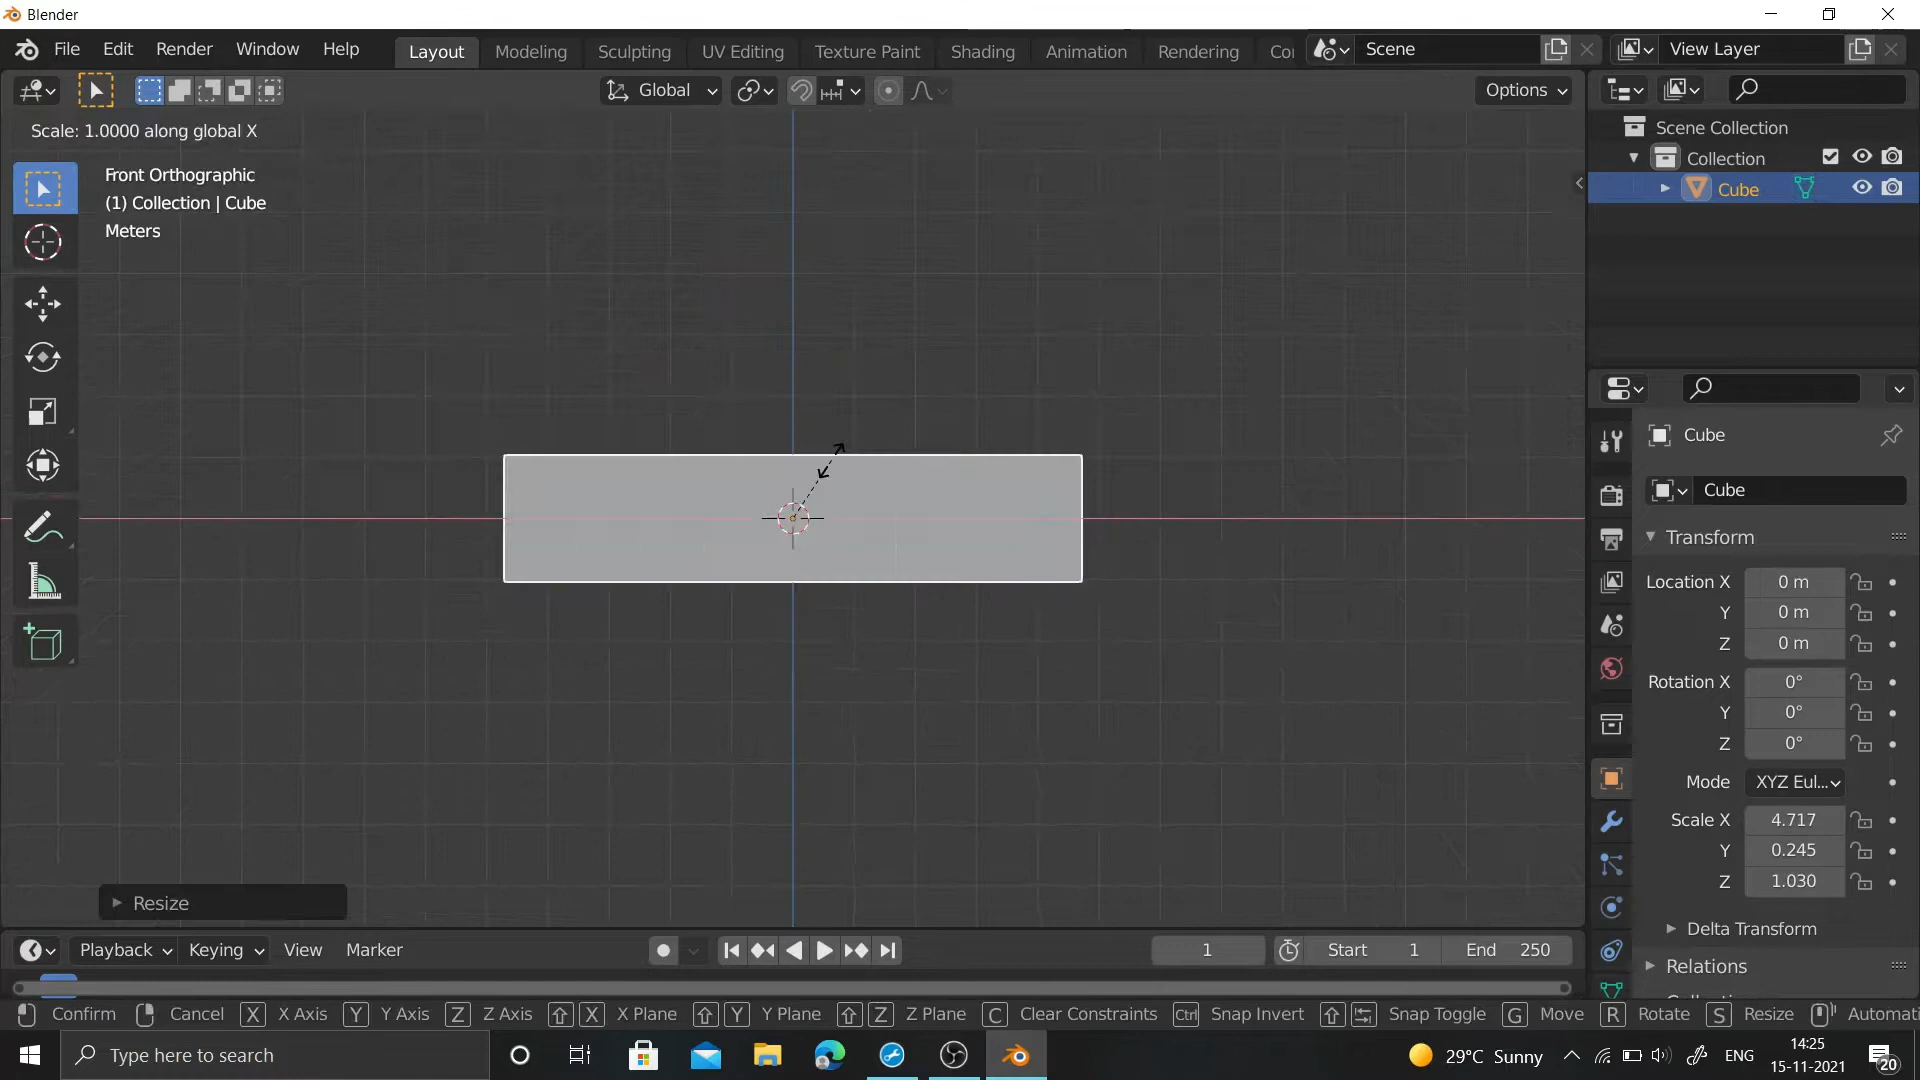 Blender
File Edit Render Window Help Layout Modeling Sculpting UV Editing Texture Paint Shading Animation Rendering Co Scene View Layer
Global Options
Scale: 1.0000 along global X
Front Orthographic
(1) Collection | Cube
Meters
Scene Collection
Collection
Cube
Cube
Cube
Transform
Location X 0 m
Y 0 m
Z 0 m
Rotation X 0°
Y 0°
Z 0°
Mode XYZ Eul...
Scale X 4.717
Y 0.245
Z 1.030
Delta Transform
Relations
Resize
Playback Keying View Marker 1 Start 1 End 250
Confirm Cancel X X Axis Y Y Axis Z Z Axis X X Plane Y Y Plane Z Z Plane C Clear Constraints Ctrl Snap Invert Snap Toggle G Move R Rotate S Resize Automati
Type here to search 29°C Sunny ENG 14:25
15-11-2021 20